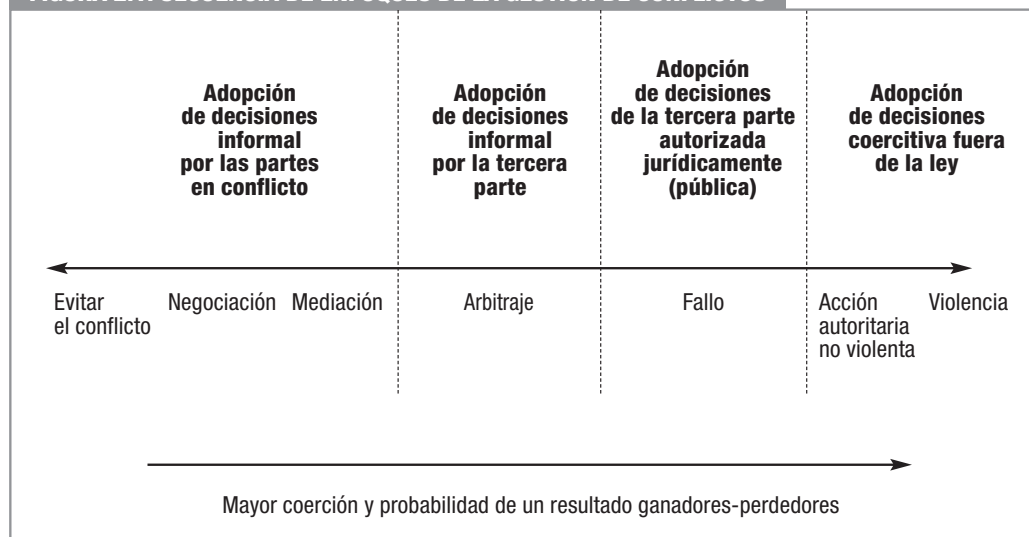 Adopción
de decisiones
informal
por las partes
en conflicto
Adopción
de decisiones
informal
por la tercera
parte
Adopción
de decisiones
de la tercera parte
autorizada
jurídicamente
(pública)
Adopción
de decisiones
coercitiva fuera
de la ley
Evitar
el conflicto
Negociación
Mediación
Arbitraje
Fallo
Acción
autoritaria
no violenta
Violencia
Mayor coerción y probabilidad de un resultado ganadores-perdedores